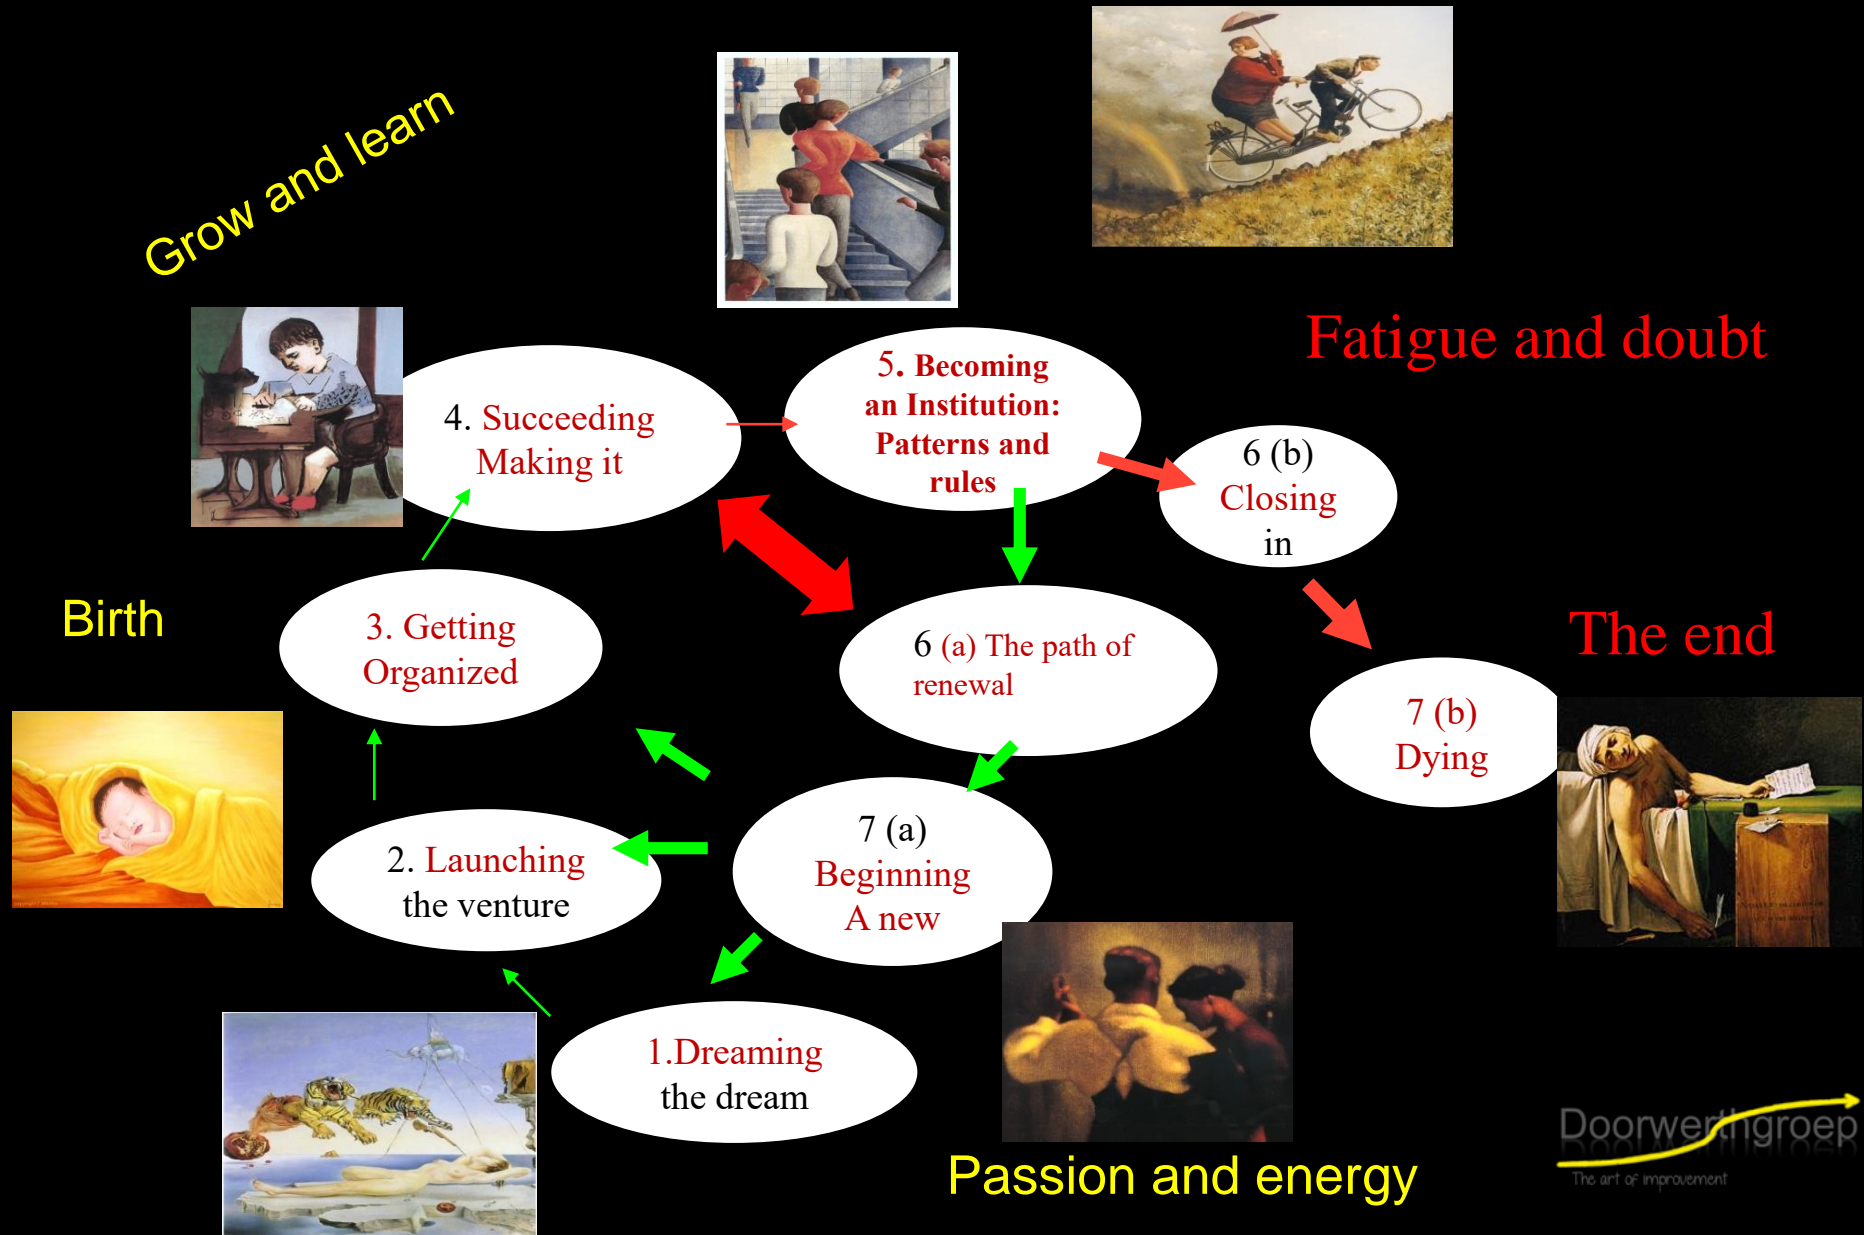 Grow and learn
Fatigue and doubt
5. Becoming
an Institution:
Patterns and
rules
4. Succeeding
Making it
6 (b)
Closing
in
Birth
3. Getting
Organized
6 (a) The path of
renewal
The end
7 (b)
Dying
7 (a)
Beginning
A new
2. Launching
the venture
1.Dreaming
the dream
Passion and energy
Doorwerthgroep
The art of improvement